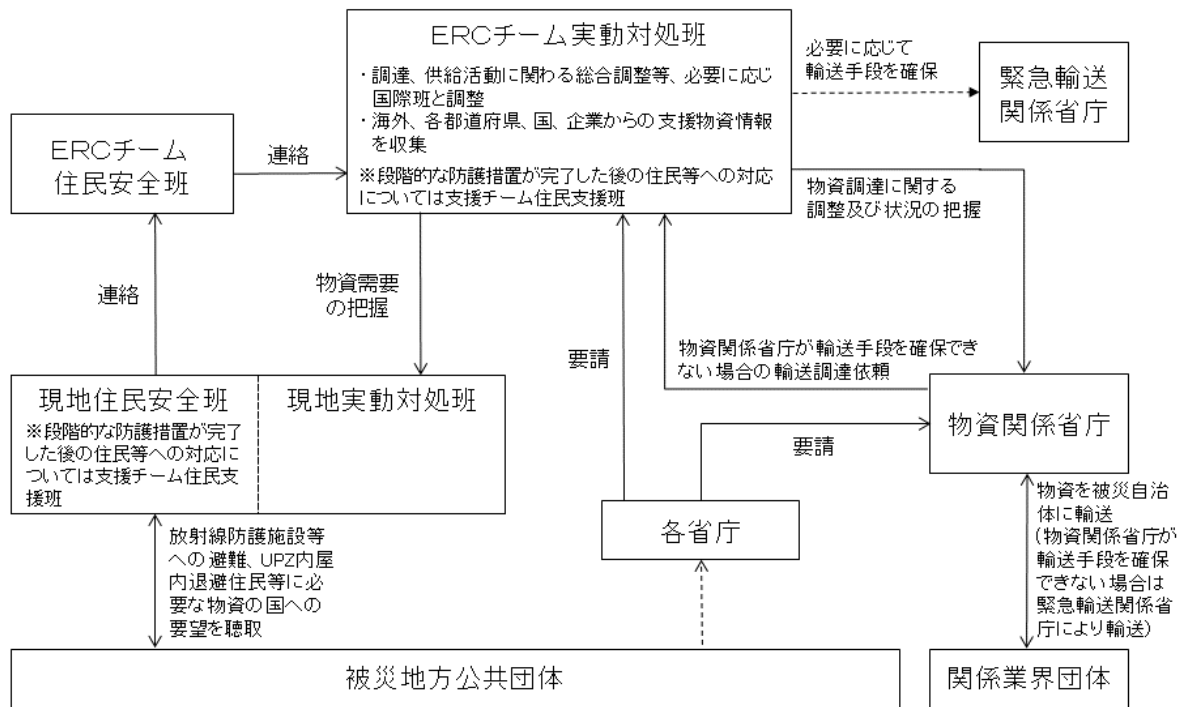 ERCチーム実動対処班
・調達、供給活動に関わる総合調整等、必要に応じ
国際班と調整
・海外、各都道府県、国、企業からの支援物資情報
を収集
※段階的な防護措置が完了した後の住民等への対応
については支援チーム住民支援班
必要に応じて
輸送手段を確保
緊急輸送
関係省庁
ERCチーム
住民安全班
連絡
物資調達に関する
調整及び状況の把握
連絡
物資需要
の把握
要請
物資関係省庁が輸送手段を確保でき
ない場合の輸送調達依頼
現地住民安全班
※段階的な防護措置が完了
した後の住民等への対応に
ついては支援チーム住民支
援班
現地実動対処班
要請
物資関係省庁
各省庁
放射線防護施設等
への避難、UPZ内屋
内退避住民等に必
要な物資の国への
要望を聴取
物資を被災自治
体に輸送
(物資関係省庁が
輸送手段を確保
できない場合は
緊急輸送関係省
庁により輸送)
被災地方公共団体
関係業界団体